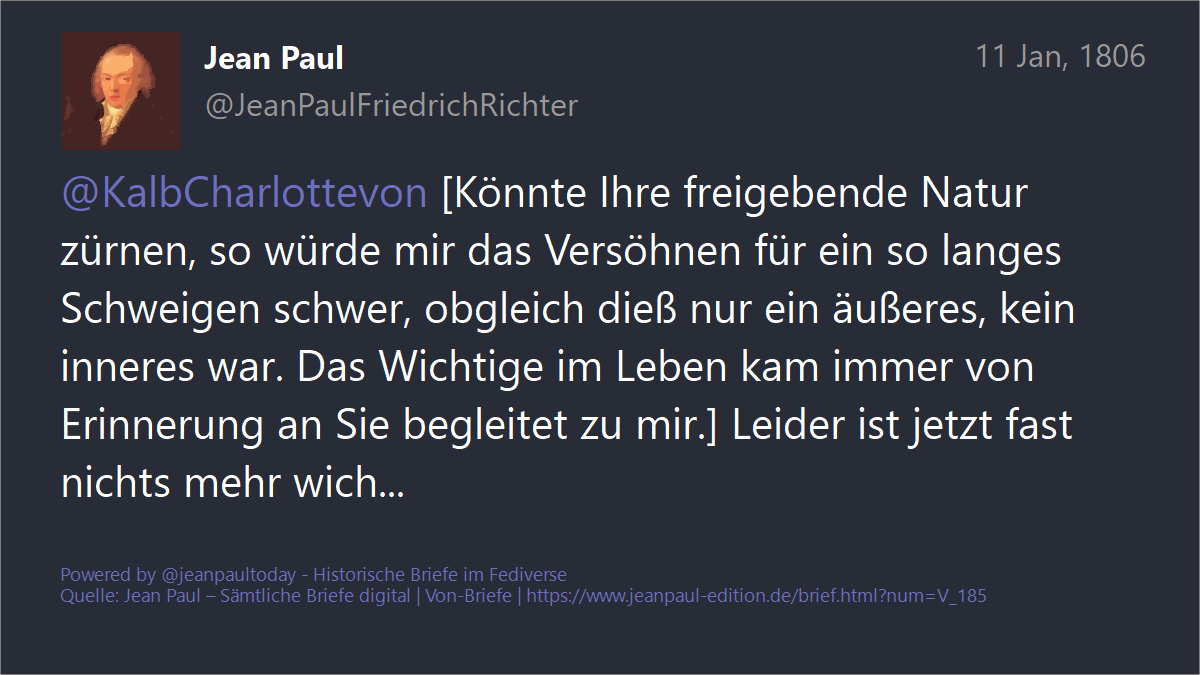 Jean Paul
11 Jan, 1806
@JeanPaulFriedrichRichter
@KalbCharlottevon [Könnte Ihre freigebende Natur
zürnen, so würde mir das Versöhnen für ein so langes
Schweigen schwer, obgleich dieß nur ein äußeres, kein
inneres war. Das Wichtige im Leben kam immer von
Erinnerung an Sie begleitet zu mir.] Leider ist jetzt fast
nichts mehr wich...
Powered by @jeanpaultoday - Historische Briefe im Fediverse
Quelle: Jean Paul – Sämtliche Briefe digital | Von-Briefe | https://www.jeanpaul-edition.de/brief.html?num=V_185